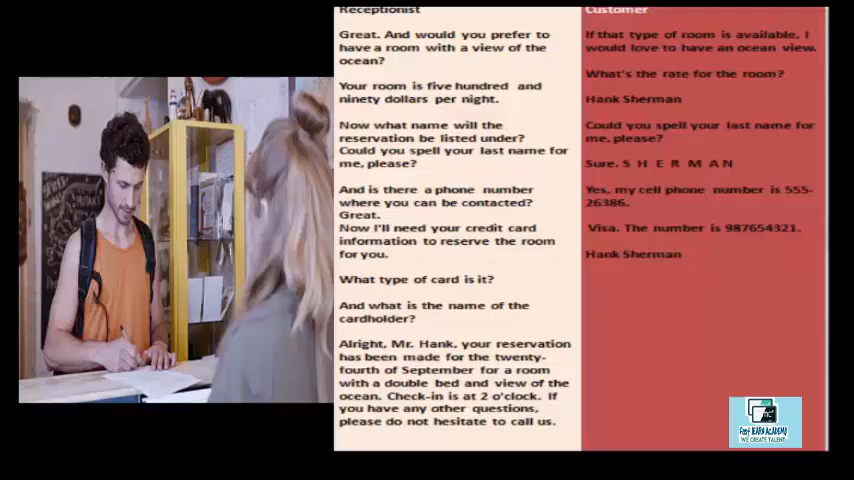 Receptionist
Great. And would you prefer to
have a room with a view of the
ocean?
Your room is five hundred and
ninety dollars per night.
Now what name will the
reservation be listed under?
Could you spell your last name for
me, please?
And is there a phone number
where you can be contacted?
Great.
Now I'll need your credit card
information to reserve the room
for you.
What type of card is it?
And what is the name of the
cardholder?
Alright, Mr. Hank, your reservation
has been made for the twenty-
fourth of September for a room
with a double bed and view of the
ocean. Check-in is at 2 o'clock. If
you have any other questions,
please do not hesitate to call us.
Customer
If that type of room is available, I
would love to have an ocean view.
What's the rate for the room?
Hank Sherman
Could you spell your last name for
me, please?
Sure. S H E R M A N
Yes, my cell phone number is 555-
26386.
Visa. The number is 987654321.
Hank Sherman
Fast LEARN ACADEMY
WE CREATE TALENT